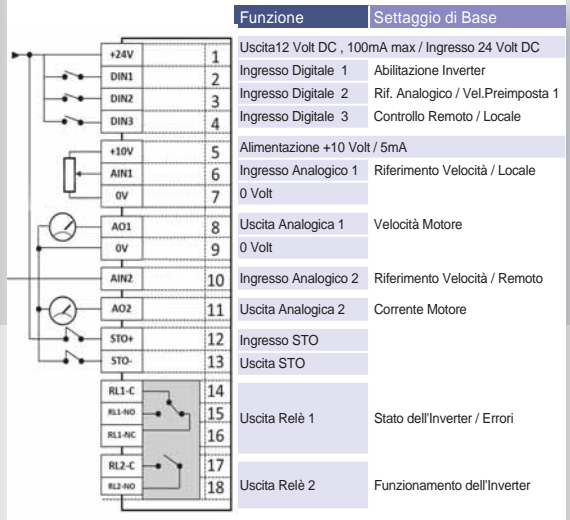 Funzione Settaggio di Base
+24V 1 Uscita12 Volt DC , 100mA max / Ingresso 24 Volt DC
DIN1 2 Ingresso Digitale 1 Abilitazione Inverter
DIN2 3 Ingresso Digitale 2 Rif. Analogico / Vel.Preimposta 1
DIN3 4 Ingresso Digitale 3 Controllo Remoto / Locale
+10V 5 Alimentazione +10 Volt / 5mA
AIN1 6 Ingresso Analogico 1 Riferimento Velocità / Locale
0V 7 0 Volt
AO1 8 Uscita Analogica 1 Velocità Motore
0V 9 0 Volt
AIN2 10 Ingresso Analogico 2 Riferimento Velocità / Remoto
AO2 11 Uscita Analogica 2 Corrente Motore
STO+ 12 Ingresso STO
STO- 13 Uscita STO
RL1-C 14
RL1-NO 15 Uscita Relè 1 Stato dell'Inverter / Errori
RL1-NC 16
RL2-C 17
RL2-NO 18 Uscita Relè 2 Funzionamento dell'Inverter